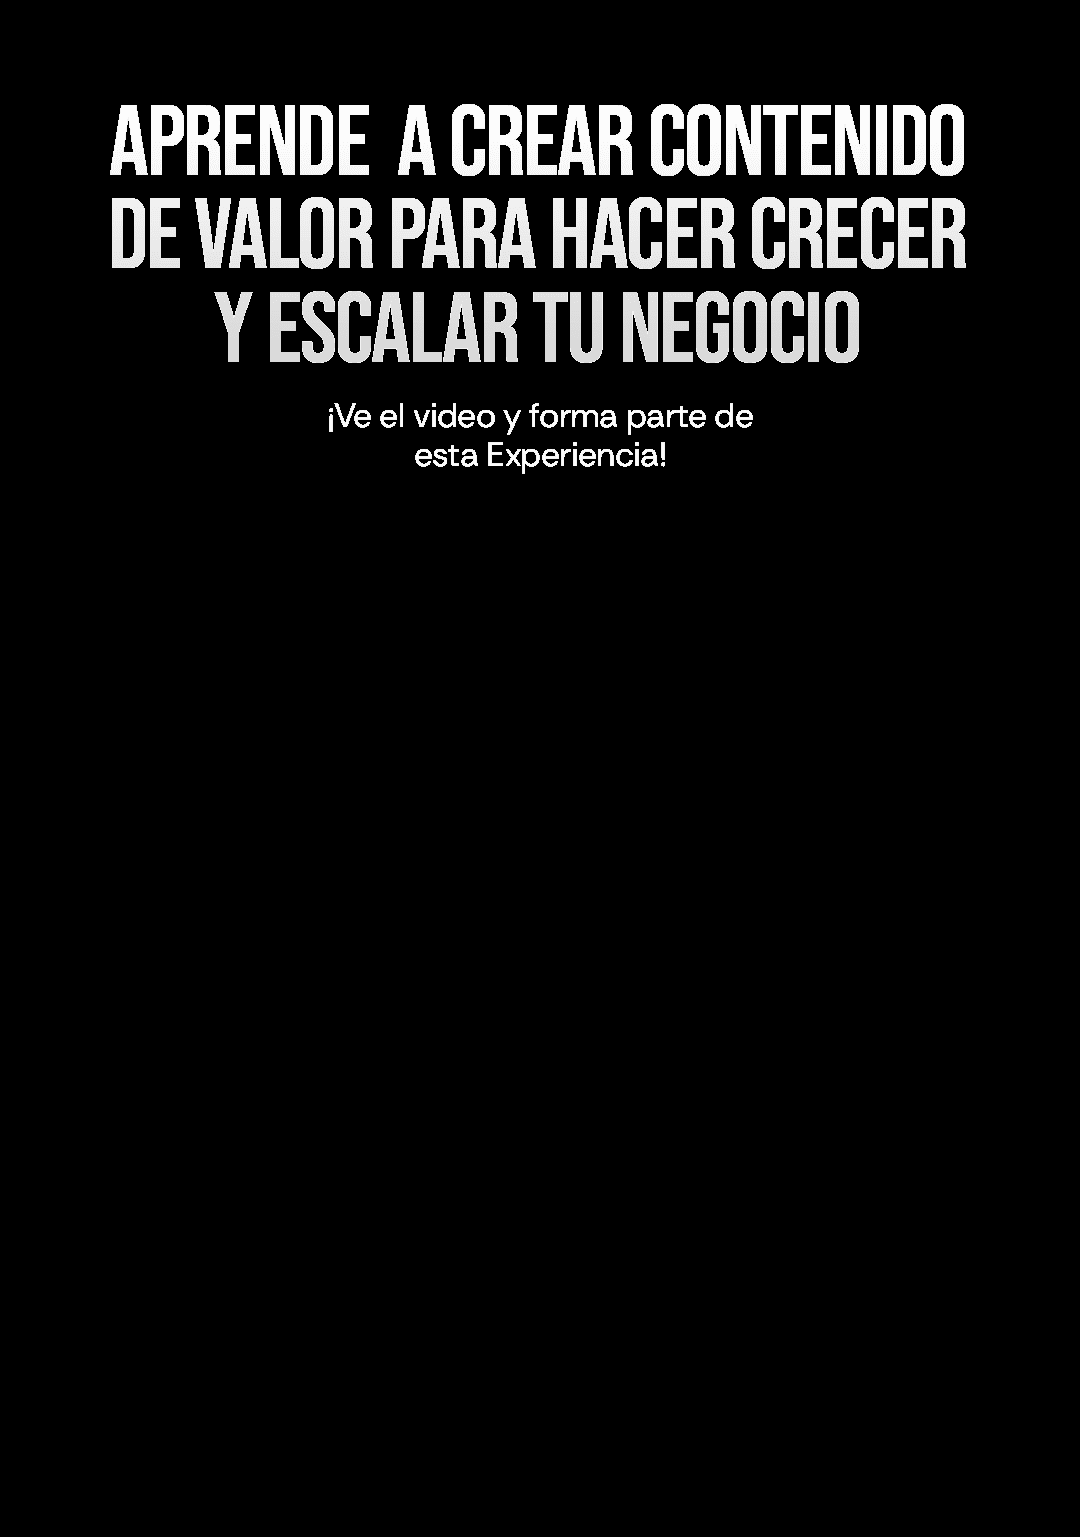 APRENDE A CREAR CONTENIDO
DE VALOR PARA HACER CRECER
Y ESCALAR TU NEGOCIO
¡Ve el video y forma parte de
esta Experiencia!